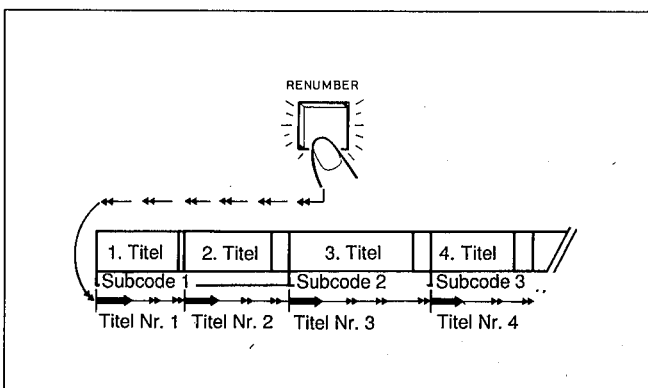 RENUMBER
1. Titel 2. Titel 3. Titel 4. Titel
Subcode 1 Subcode 2 Subcode 3
Titel Nr. 1 Titel Nr. 2 Titel Nr. 3 Titel Nr. 4